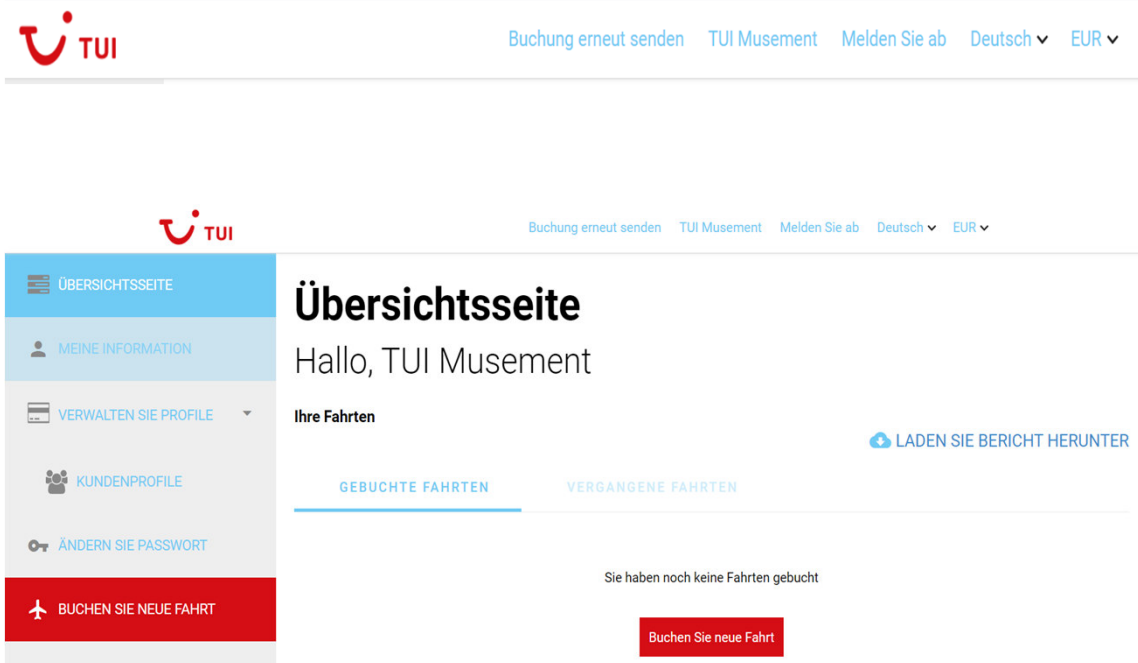 TUI
Buchung erneut senden TUI Musement Melden Sie ab Deutsch EUR
TUI
Buchung erneut senden TUI Musement Melden Sie ab Deutsch EUR
ÜBERSICHTSSEITE
MEINE INFORMATION
VERWALTEN SIE PROFILE
KUNDENPROFILE
ÄNDERN SIE PASSWORT
BUCHEN SIE NEUE FAHRT
Übersichtsseite
Hallo, TUI Musement
Ihre Fahrten
LADEN SIE BERICHT HERUNTER
GEBUCHTE FAHRTEN VERGANGENE FAHRTEN
Sie haben noch keine Fahrten gebucht
Buchen Sie neue Fahrt